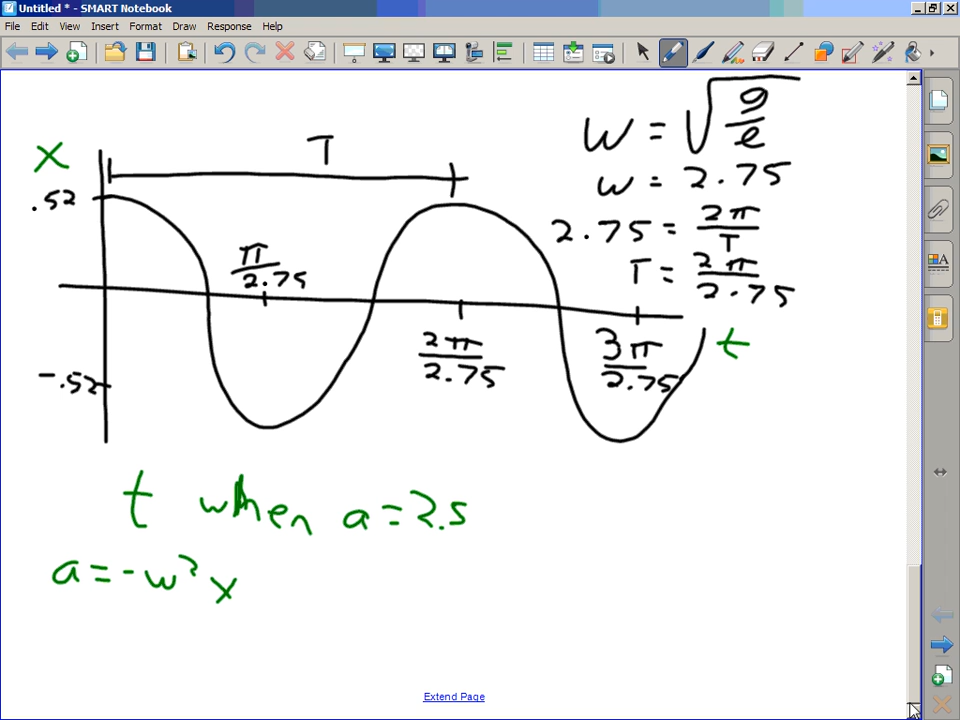 Untitled * - SMART Notebook
File Edit View Insert Format Draw Response Help
w = √(g/e)
w = 2.75
2.75 = 2π/T
T = 2π/2.75
x
T
.52
π/2.75
-.52
2π/2.75
3π/2.75
t
t when a=2.5
a=-w²x
Extend Page